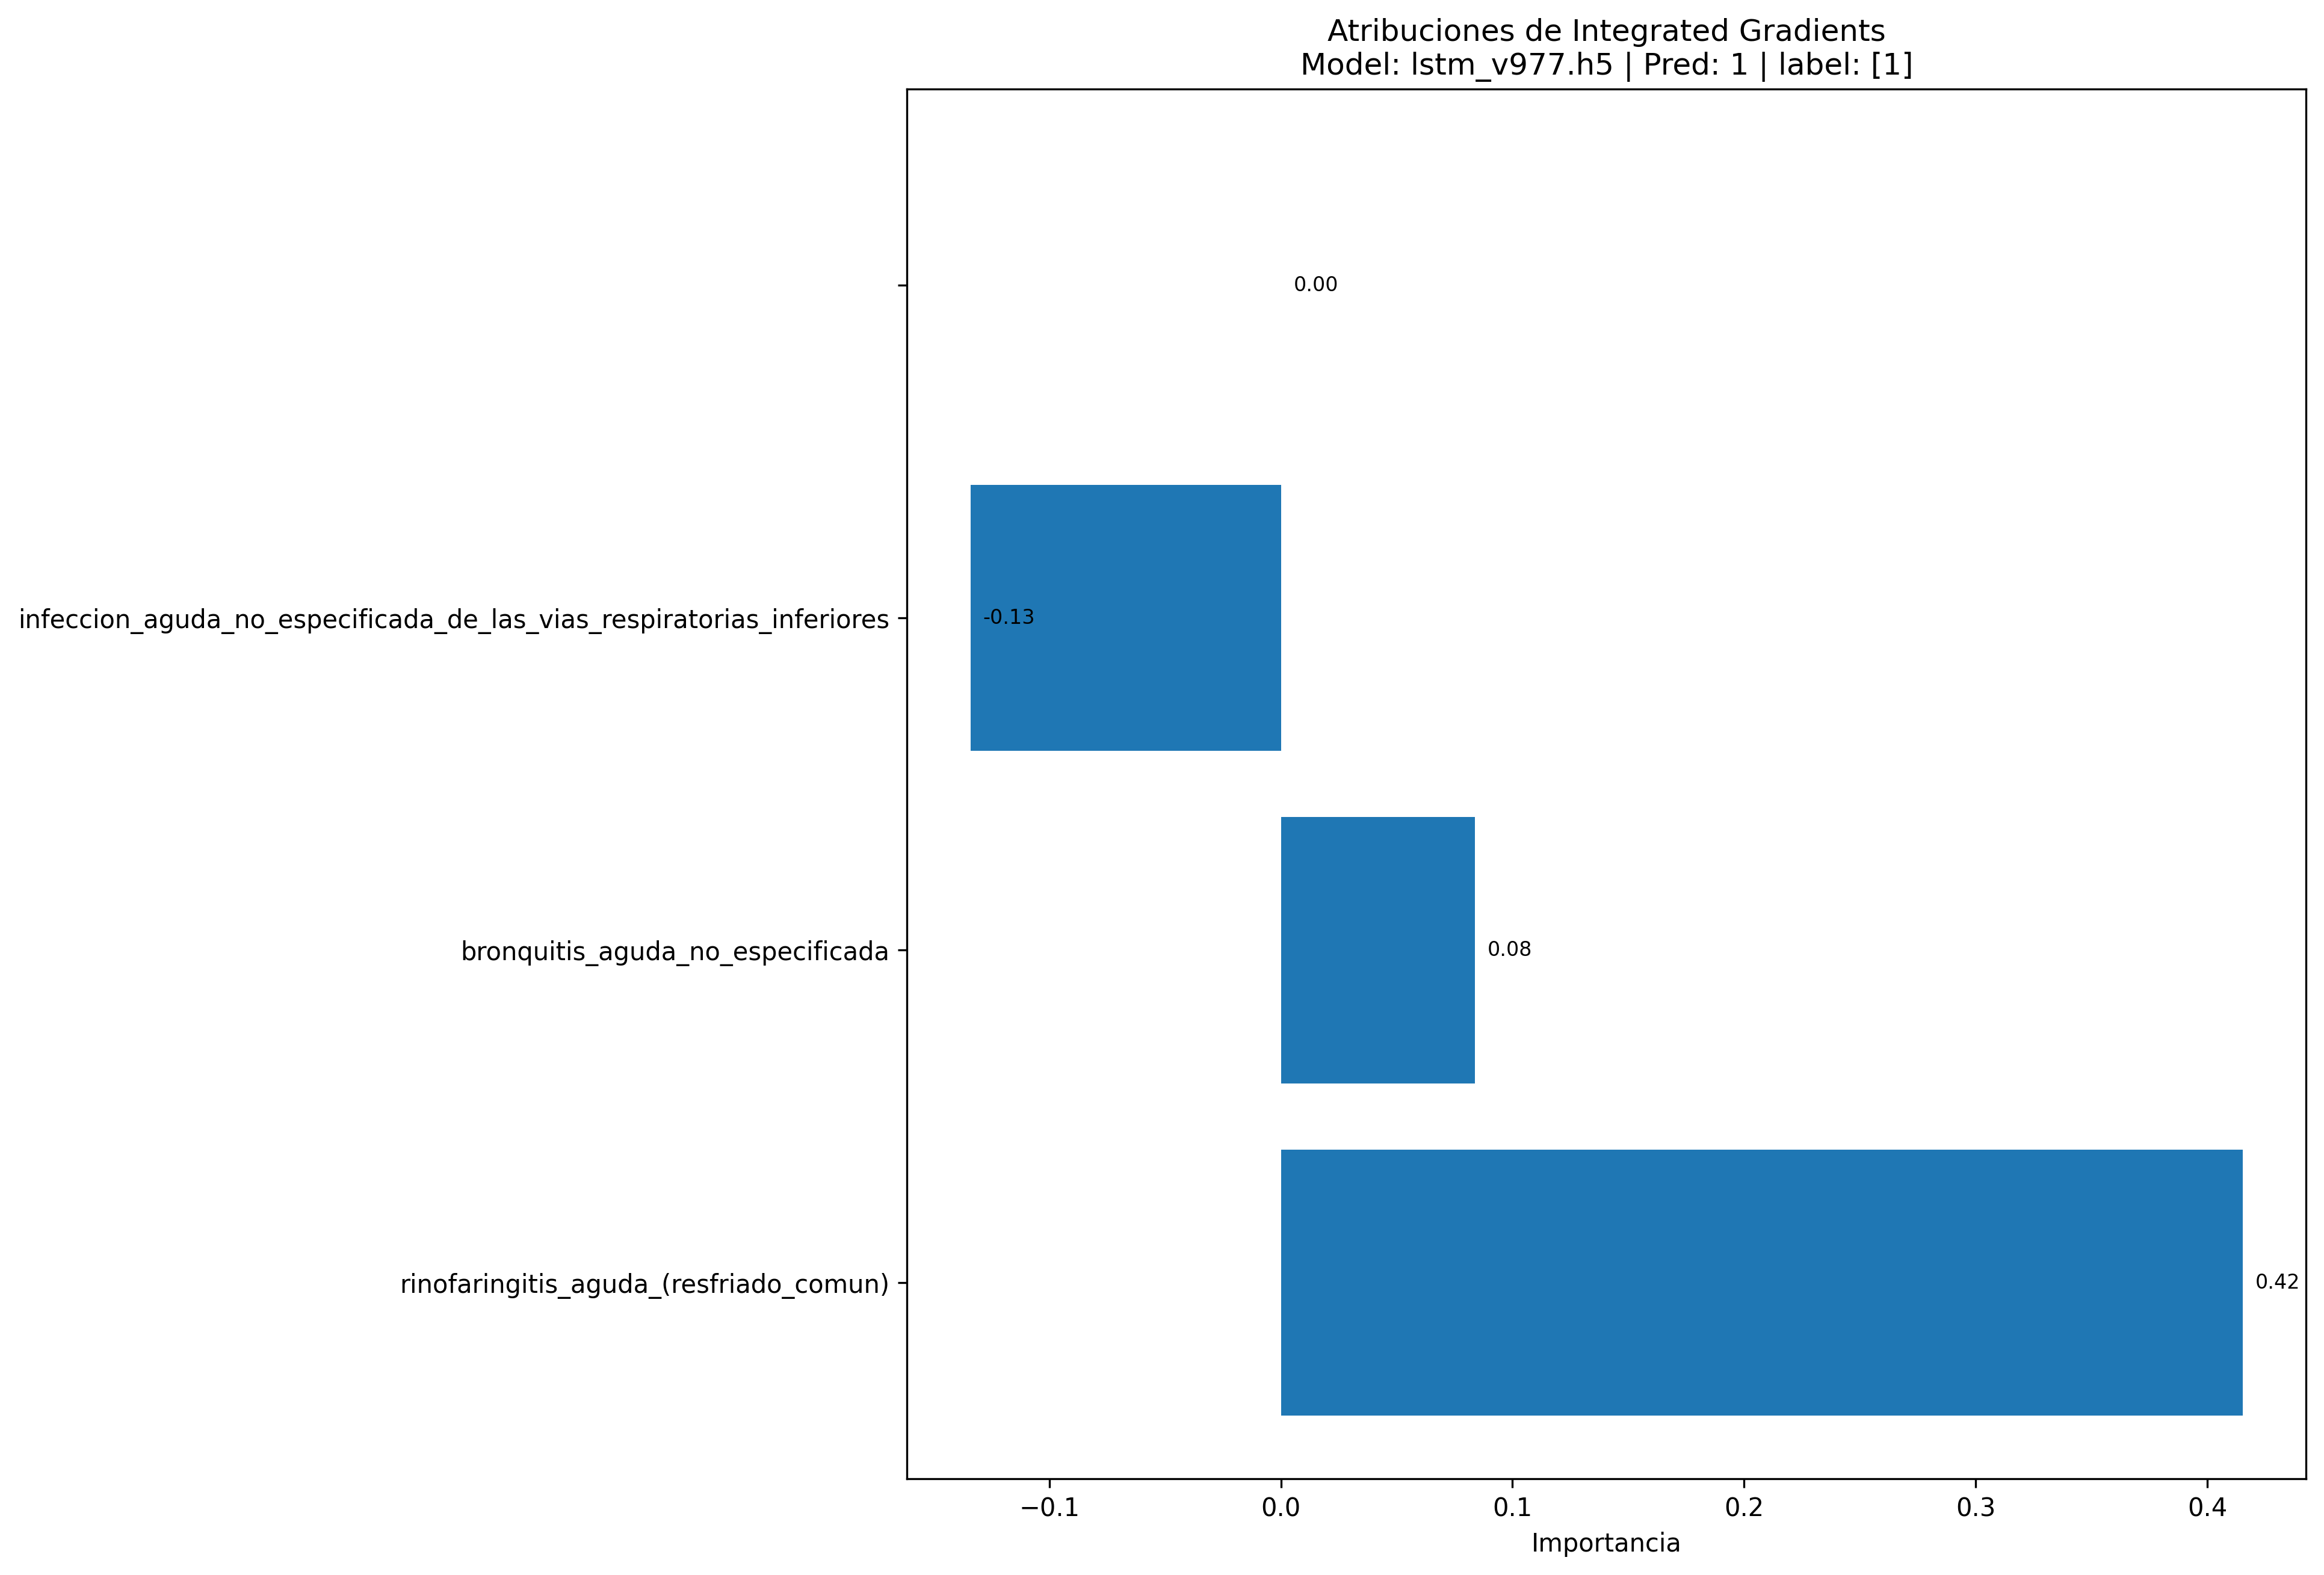 Atribuciones de Integrated Gradients
Model: lstm_v977.h5 | Pred: 1 | label: [1]
0.00
infeccion_aguda_no_especificada_de_las_vias_respiratorias_inferiores
-0.13
bronquitis_aguda_no_especificada
0.08
rinofaringitis_aguda_(resfriado_comun)
0.42
−0.1 0.0 0.1 0.2 0.3 0.4
Importancia